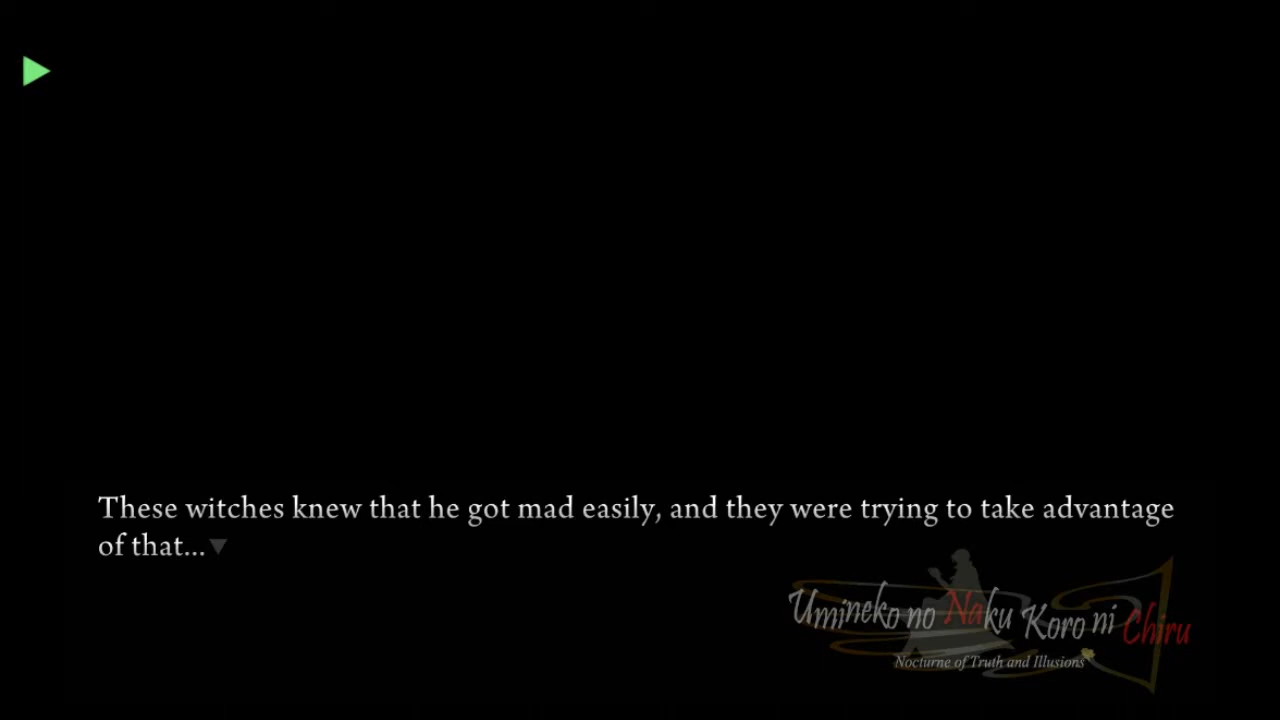 These witches knew that he got mad easily, and they were trying to take advantage
of that...
Umineko no Naku Koro ni Chiru
Nocturne of Truth and Illusions